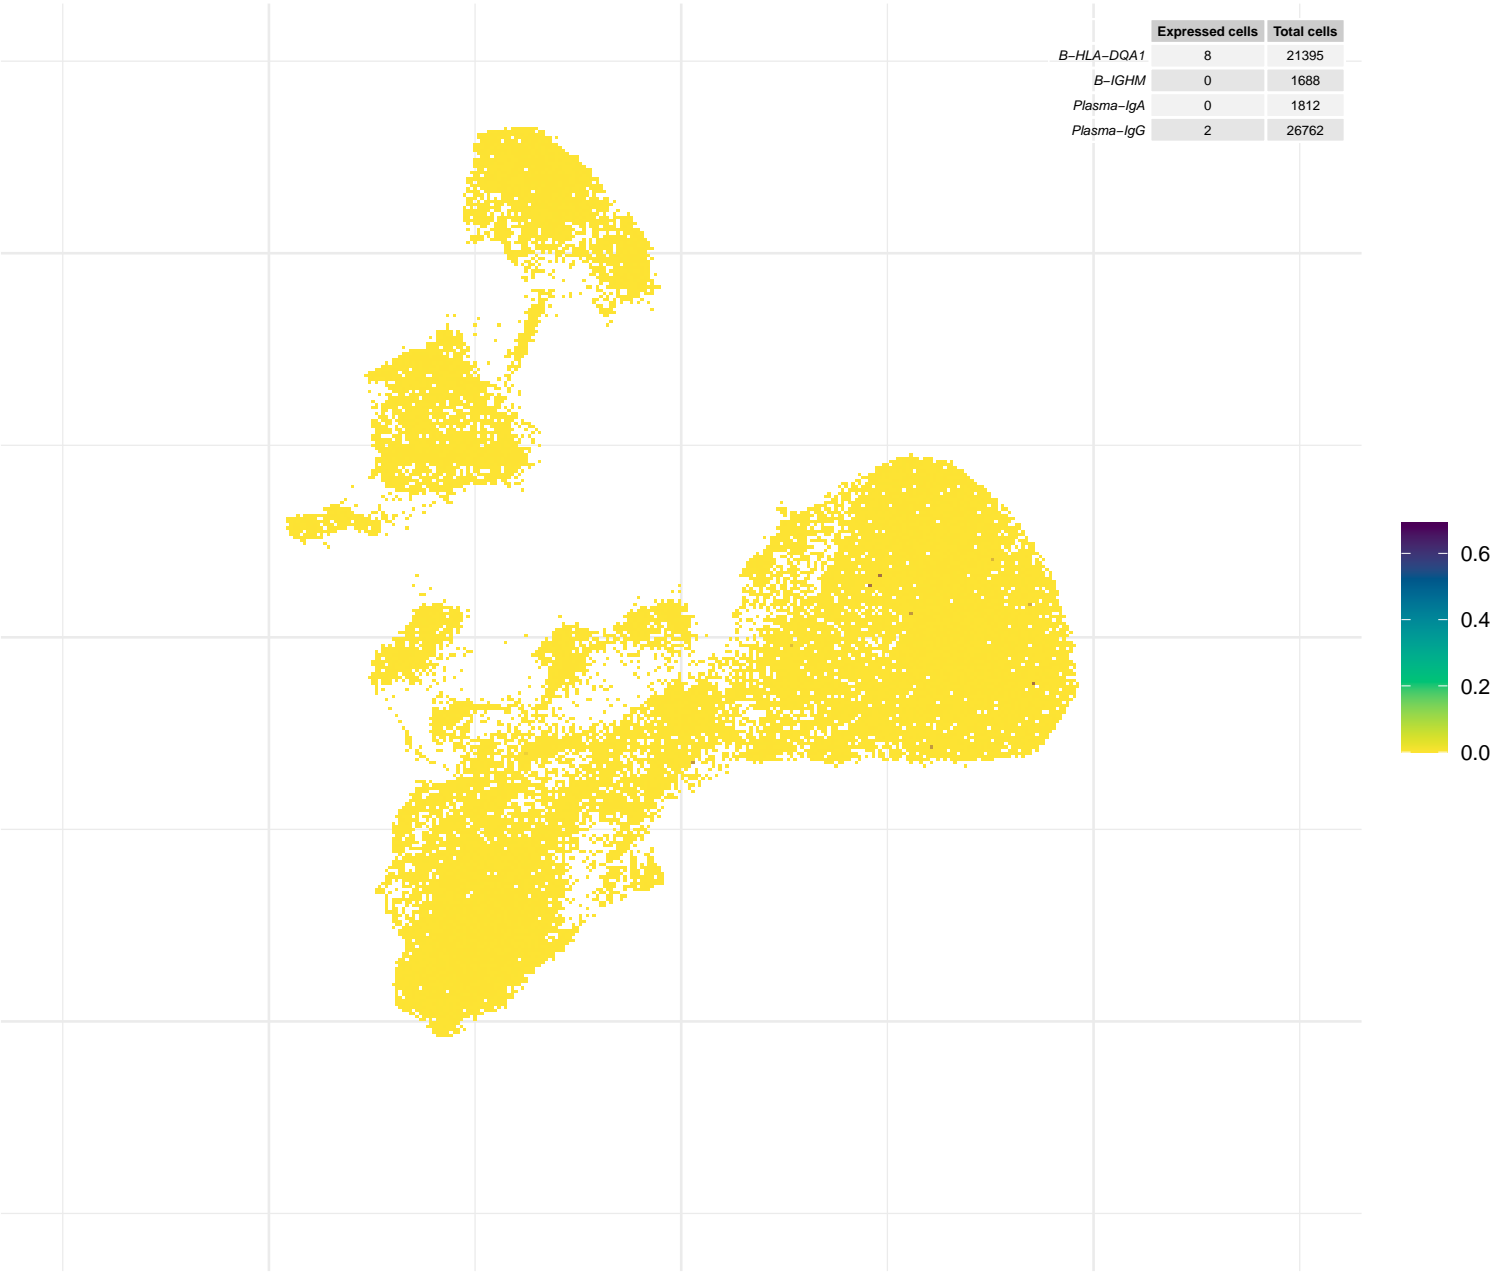 Expressed cells Total cells
B-HLA-DQA1 8 21395
B-IGHM 0 1688
Plasma-IgA 0 1812
Plasma-IgG 2 26762
0.6
0.4
0.2
0.0